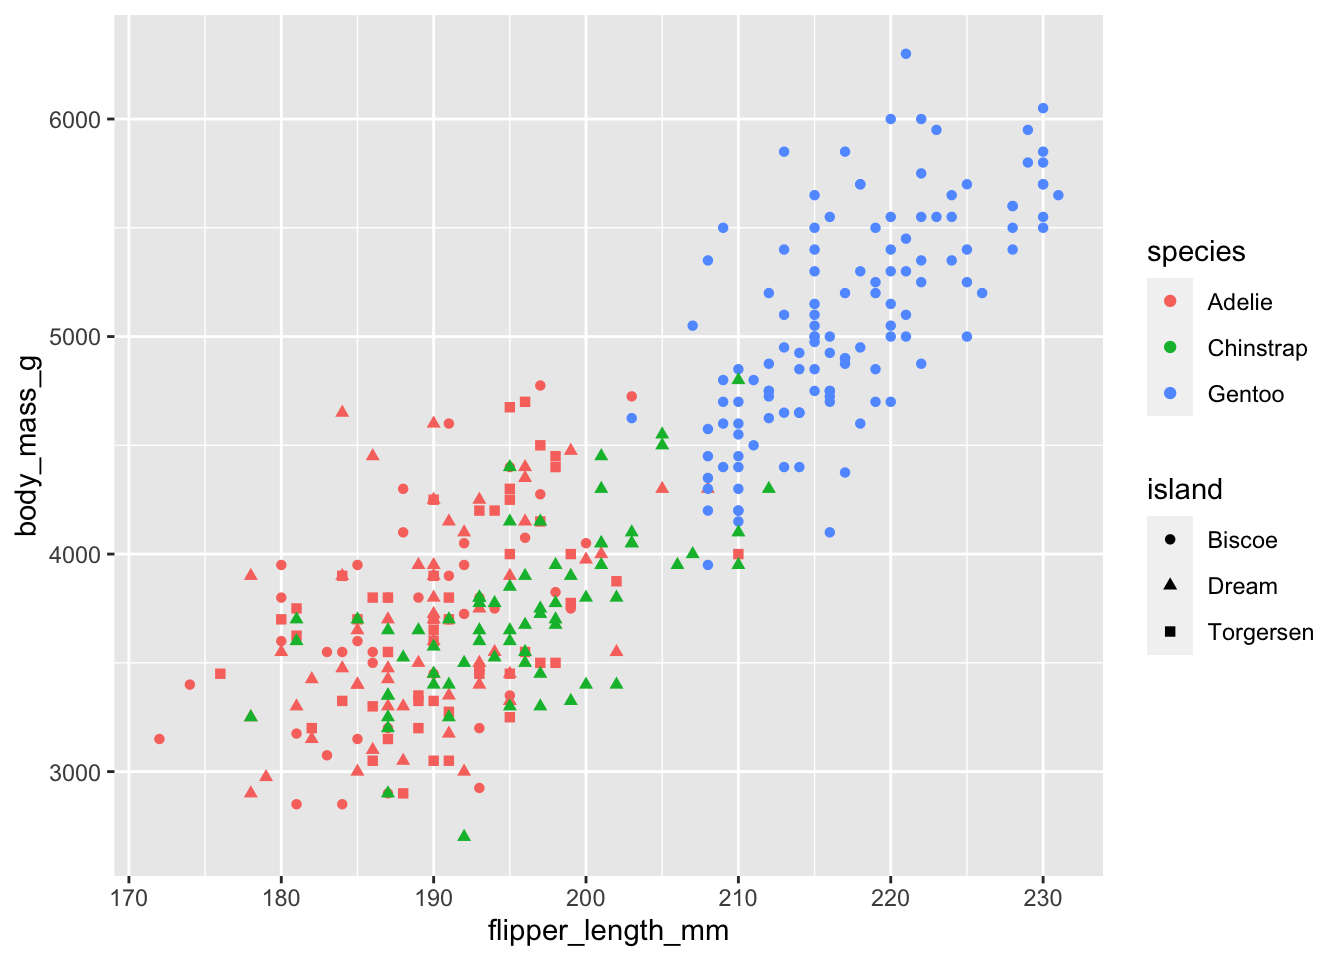 6000
5000
4000
3000
body_mass_g
170 180 190 200 210 220 230
flipper_length_mm
species
Adelie
Chinstrap
Gentoo
island
Biscoe
Dream
Torgersen